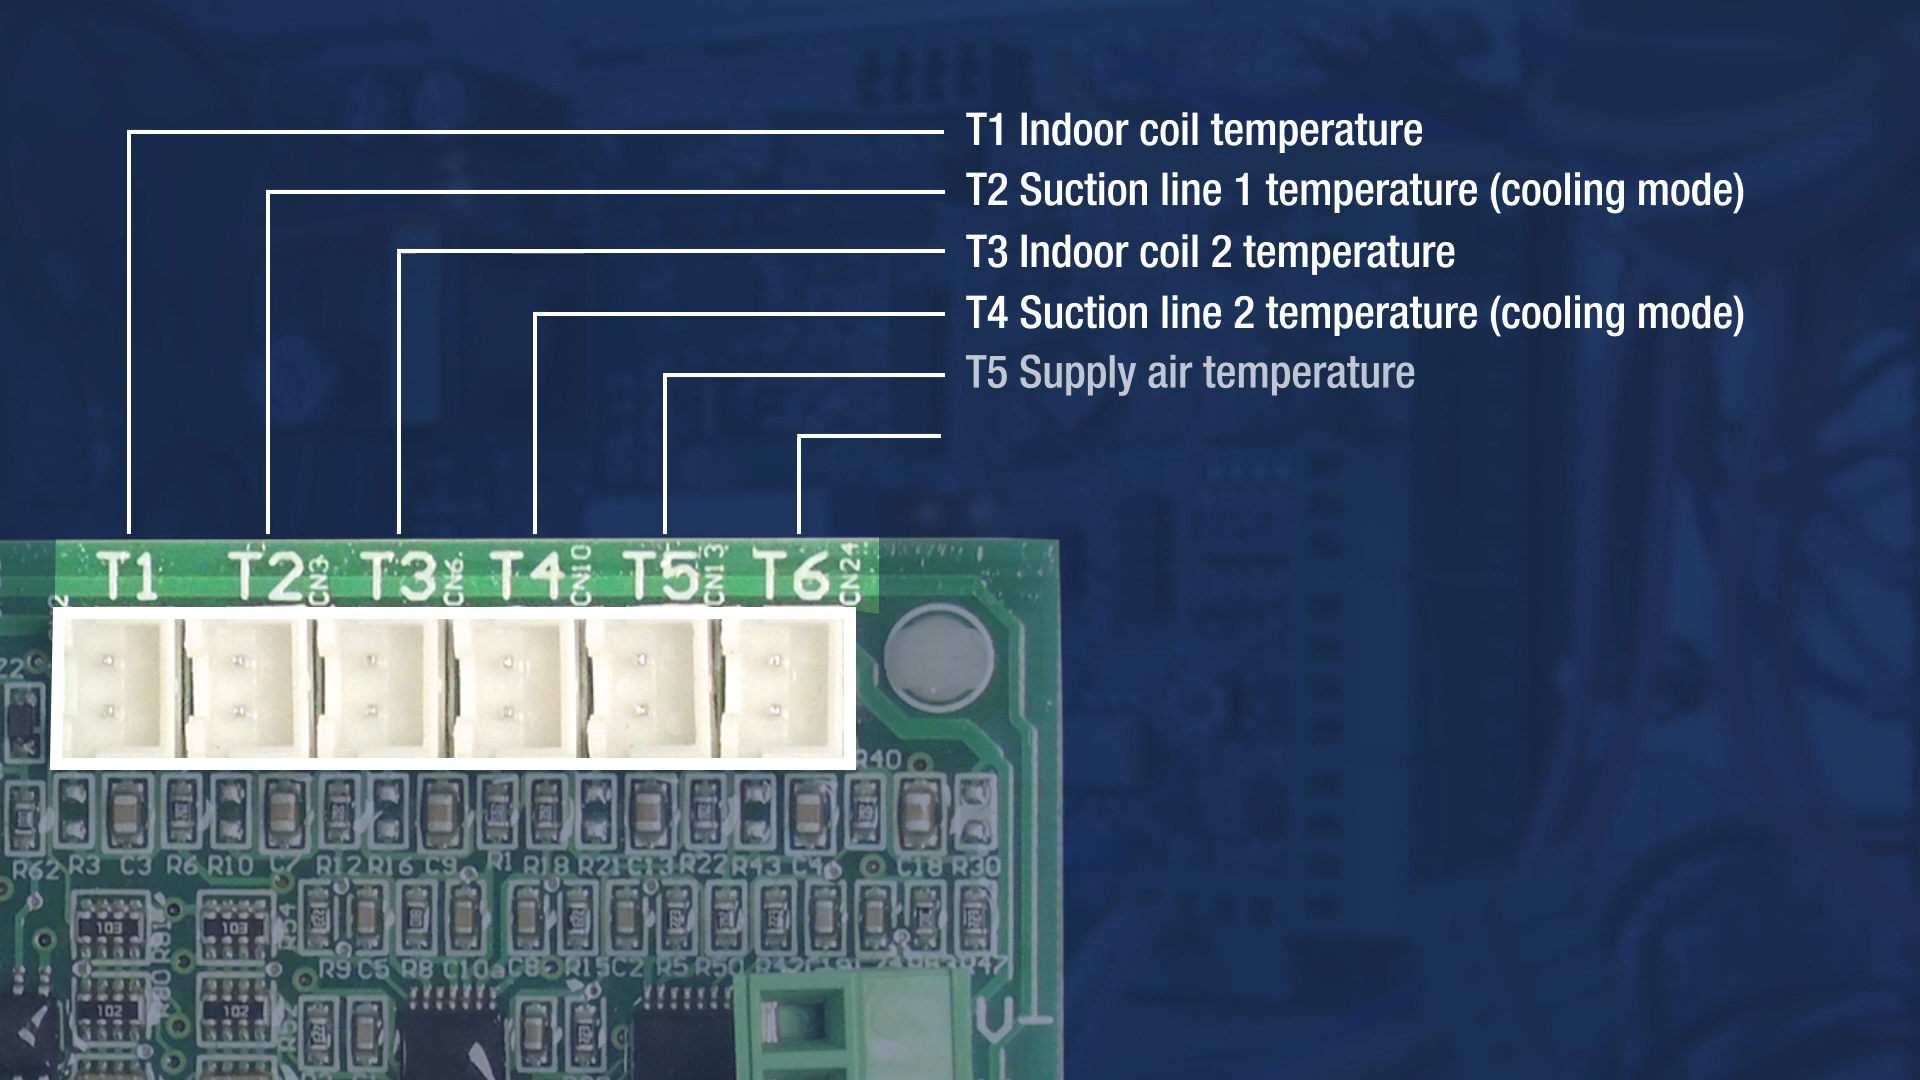 T1 Indoor coil temperature
T2 Suction line 1 temperature (cooling mode)
T3 Indoor coil 2 temperature
T4 Suction line 2 temperature (cooling mode)
T5 Supply air temperature
T1 T2 CN3 T3 CN6 T4 CN10 T5 CN13 T6 CN24
R40
R62 R3 C3 R6 R10 C7 R12 R16 C9 R1 R18 R21 C13 R22 R43 C4 C18 R30
103 103
R9 C5 R8 C10a C8 R15 C2 R5 R50
102 102 R52
V